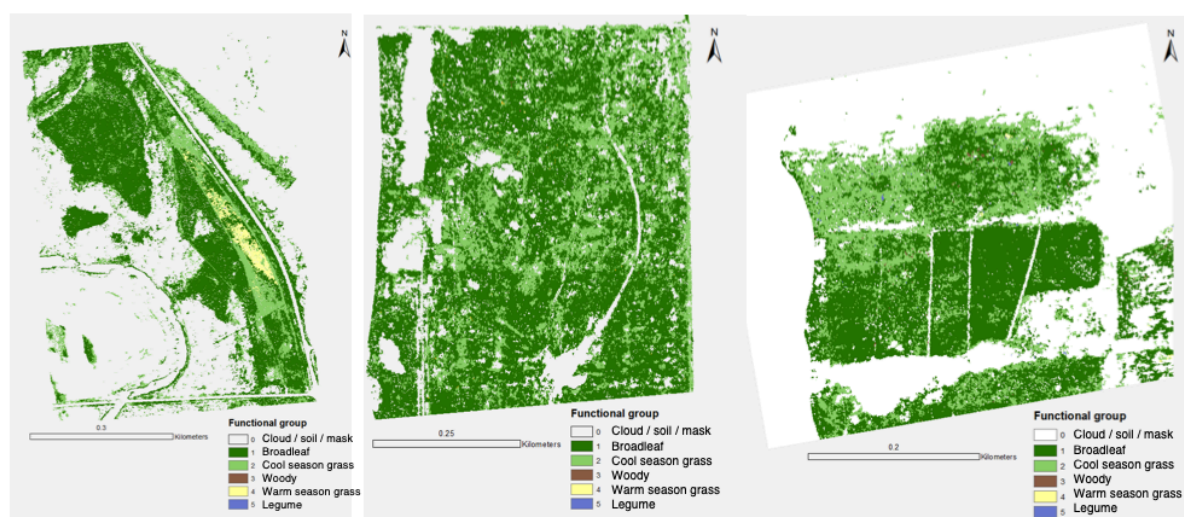 N
0.3
Kilometers
Functional group
0 Cloud / soil / mask
1 Broadleaf
2 Cool season grass
3 Woody
4 Warm season grass
5 Legume
N
0.25
Kilometers
Functional group
0 Cloud / soil / mask
1 Broadleaf
2 Cool season grass
3 Woody
4 Warm season grass
5 Legume
N
0.2
Kilometers
Functional group
0 Cloud / soil / mask
1 Broadleaf
2 Cool season grass
3 Woody
4 Warm season grass
5 Legume